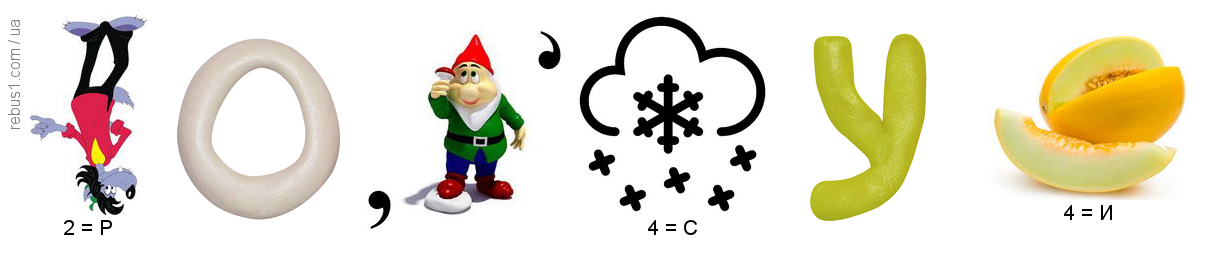 rebus1.com / ua
О
,
’
У
2 = Р
4 = С
4 = И